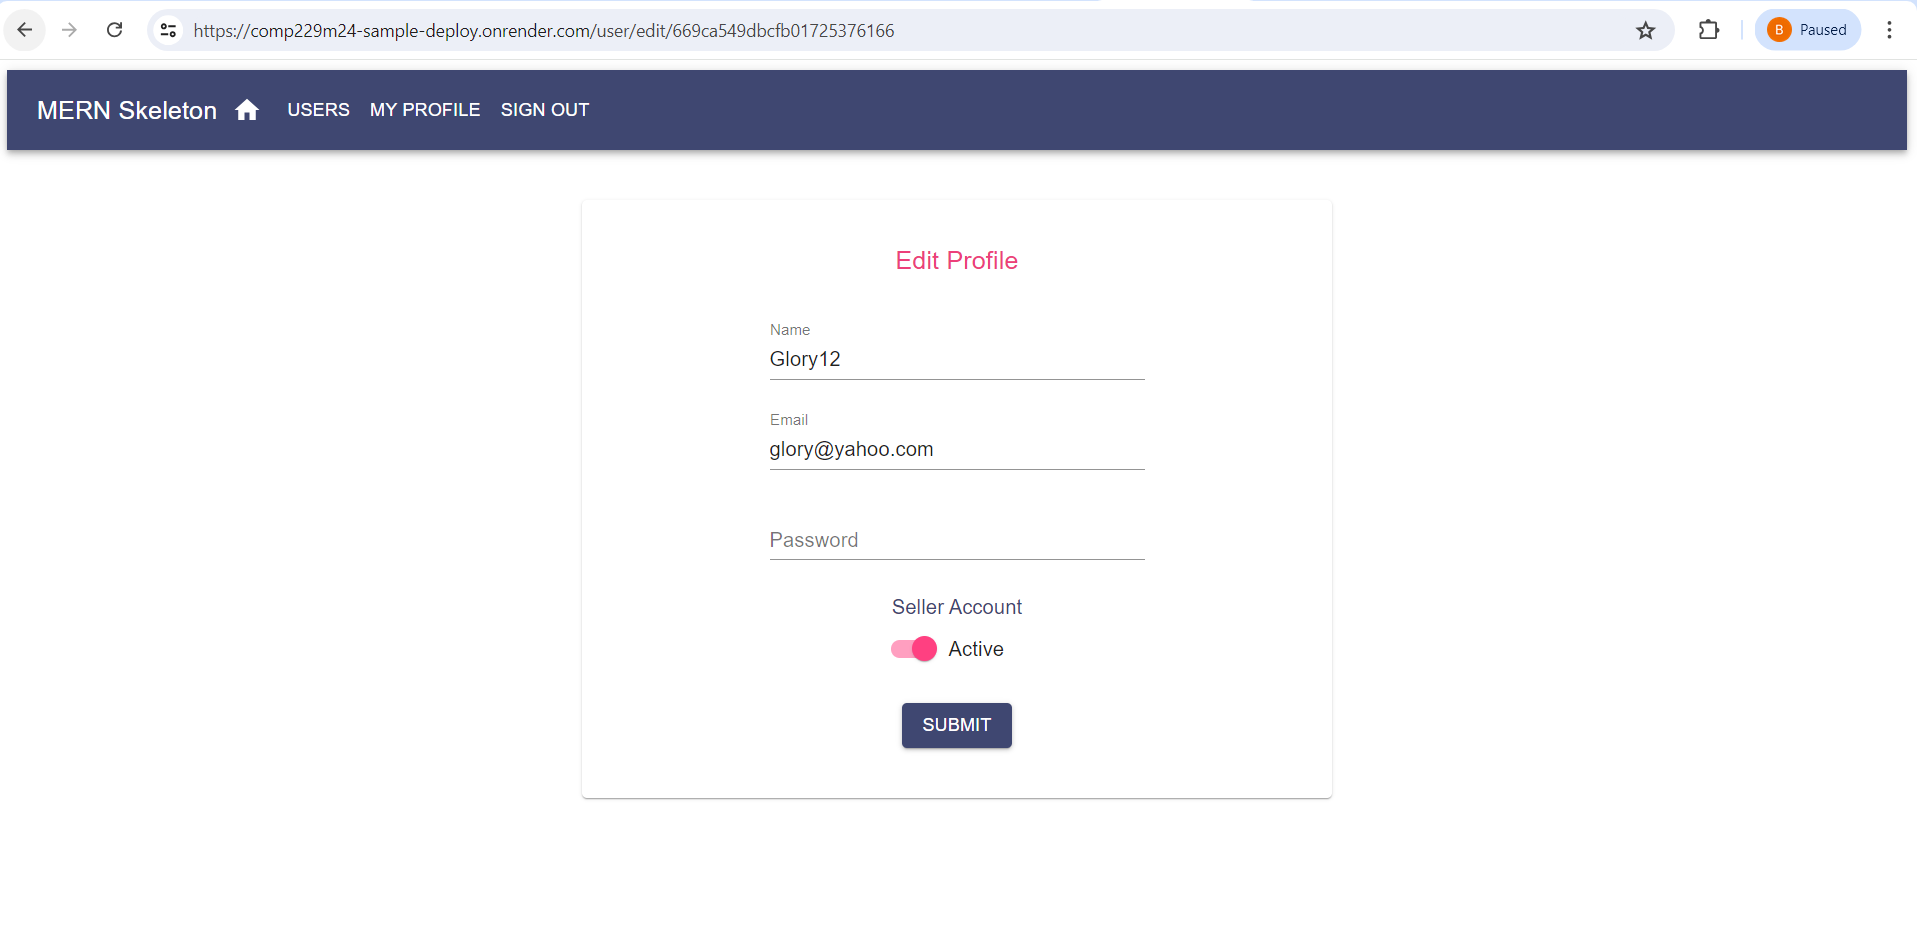 https://comp229m24-sample-deploy.onrender.com/user/edit/669ca549dbcfb01725376166
B Paused
MERN Skeleton USERS MY PROFILE SIGN OUT
Edit Profile
Name
Glory12
Email
glory@yahoo.com
Password
Seller Account
Active
SUBMIT